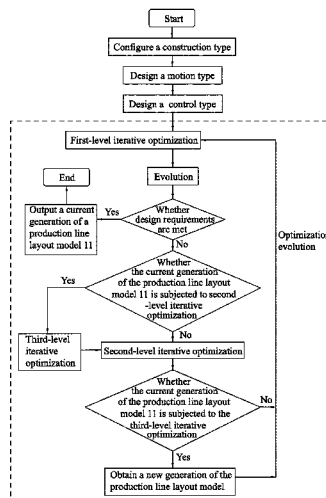 Start
Configure a construction type
Design a motion type
Design a control type
First-level iterative optimization
Evolution
End
Output a current
generation of a
production line
layout model 11
Yes
Whether
design requirements
are met
No
Optimization
evolution
Whether
the current generation
of the production line layout
model 11 is subjected to second
-level iterative
optimization
Yes
No
Third-level
iterative
optimization
Second-level iterative optimization
Whether
the current generation
of the production line layout
model 11 is subjected to the
third-level iterative
optimization
No
Yes
Obtain a new generation of the
production line layout model